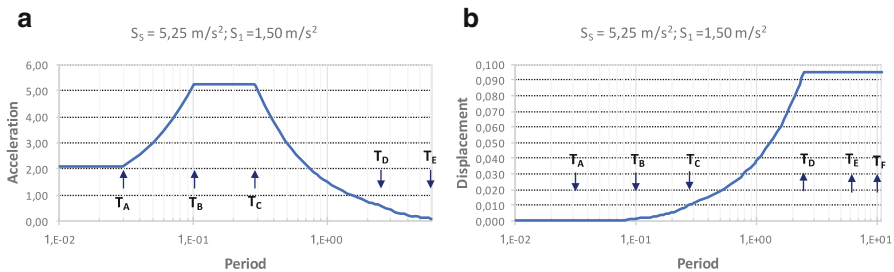 a
S_S = 5,25 m/s²; S_1 =1,50 m/s²
6,00
5,00
4,00
3,00
2,00
1,00
0,00
Acceleration
T_A
T_B
T_C
T_D
T_E
1,E-02
1,E-01
1,E+00
Period
b
S_S = 5,25 m/s²; S_1 =1,50 m/s²
0,100
0,090
0,080
0,070
0,060
0,050
0,040
0,030
0,020
0,010
0,000
Displacement
T_A
T_B
T_C
T_D
T_E
T_F
1,E-02
1,E-01
1,E+00
1,E+01
Period